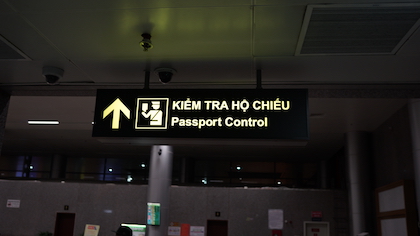 KIỂM TRA HỘ CHIẾU
Passport Control